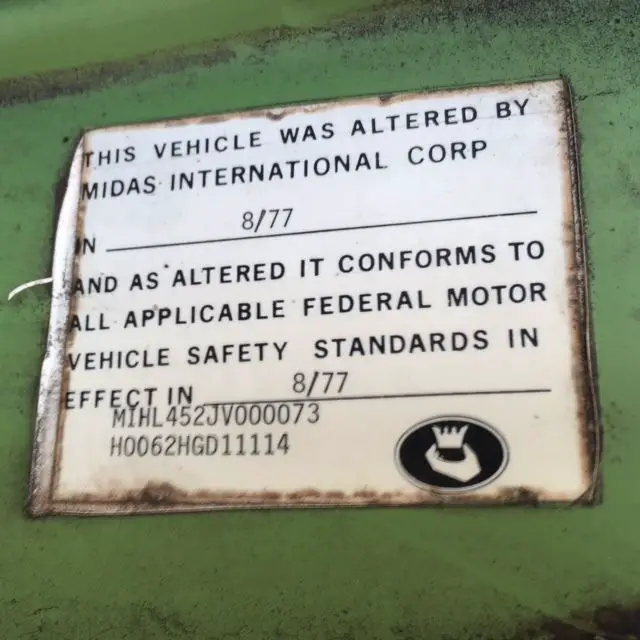 THIS VEHICLE WAS ALTERED BY
MIDAS INTERNATIONAL CORP
IN 8/77
AND AS ALTERED IT CONFORMS TO
ALL APPLICABLE FEDERAL MOTOR
VEHICLE SAFETY STANDARDS IN
EFFECT IN 8/77
MIHL452JV000073
H0062HGD11114